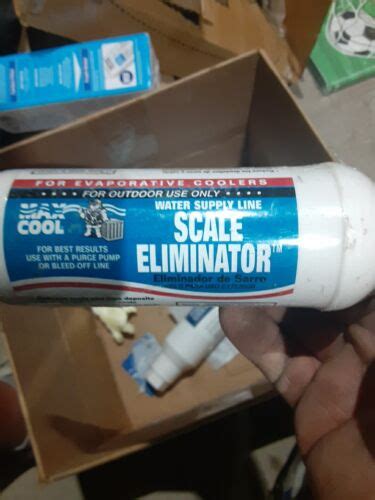 FOR EVAPORATIVE COOLERS
FOR OUTDOOR USE ONLY
MAX
COOL
WATER SUPPLY LINE
SCALE
ELIMINATOR™
Eliminador de Sarro
FOR BEST RESULTS
USE WITH A PURGE PUMP
OR BLEED-OFF LINE